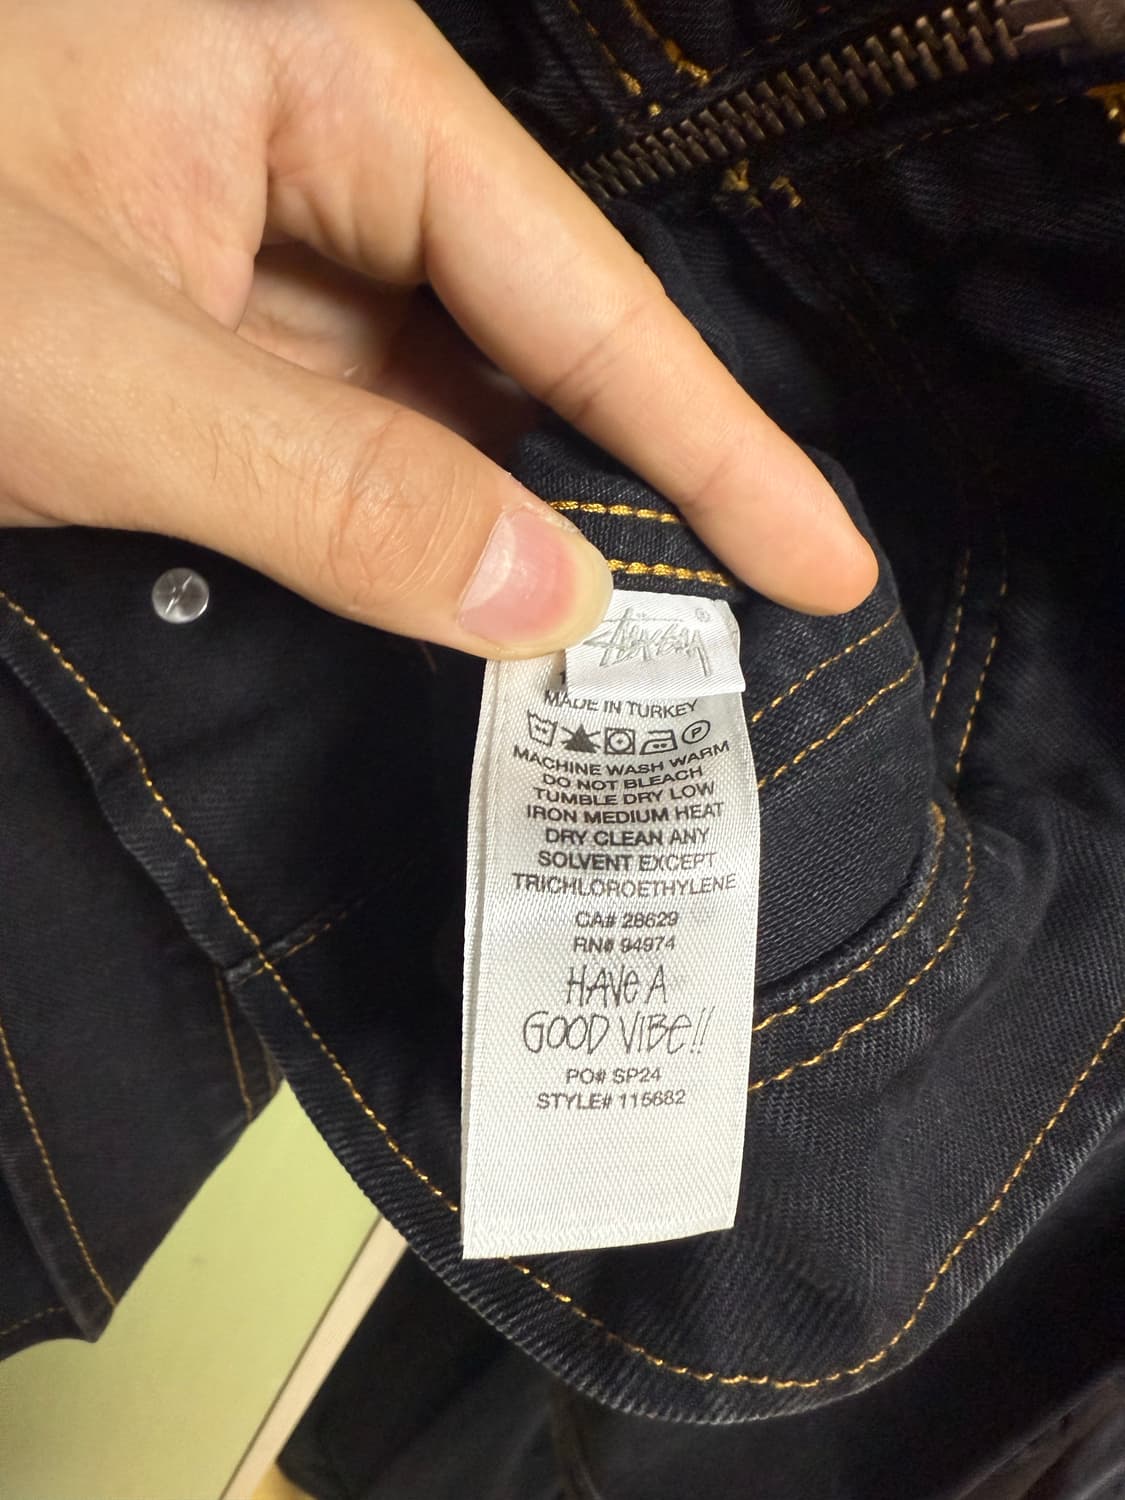 Stüssy ®
MADE IN TURKEY
P
MACHINE WASH WARM
DO NOT BLEACH
TUMBLE DRY LOW
IRON MEDIUM HEAT
DRY CLEAN ANY
SOLVENT EXCEPT
TRICHLOROETHYLENE
CA# 28629
RN# 94974
HAVE A
GOOD VIBE!!
PO# SP24
STYLE# 115682